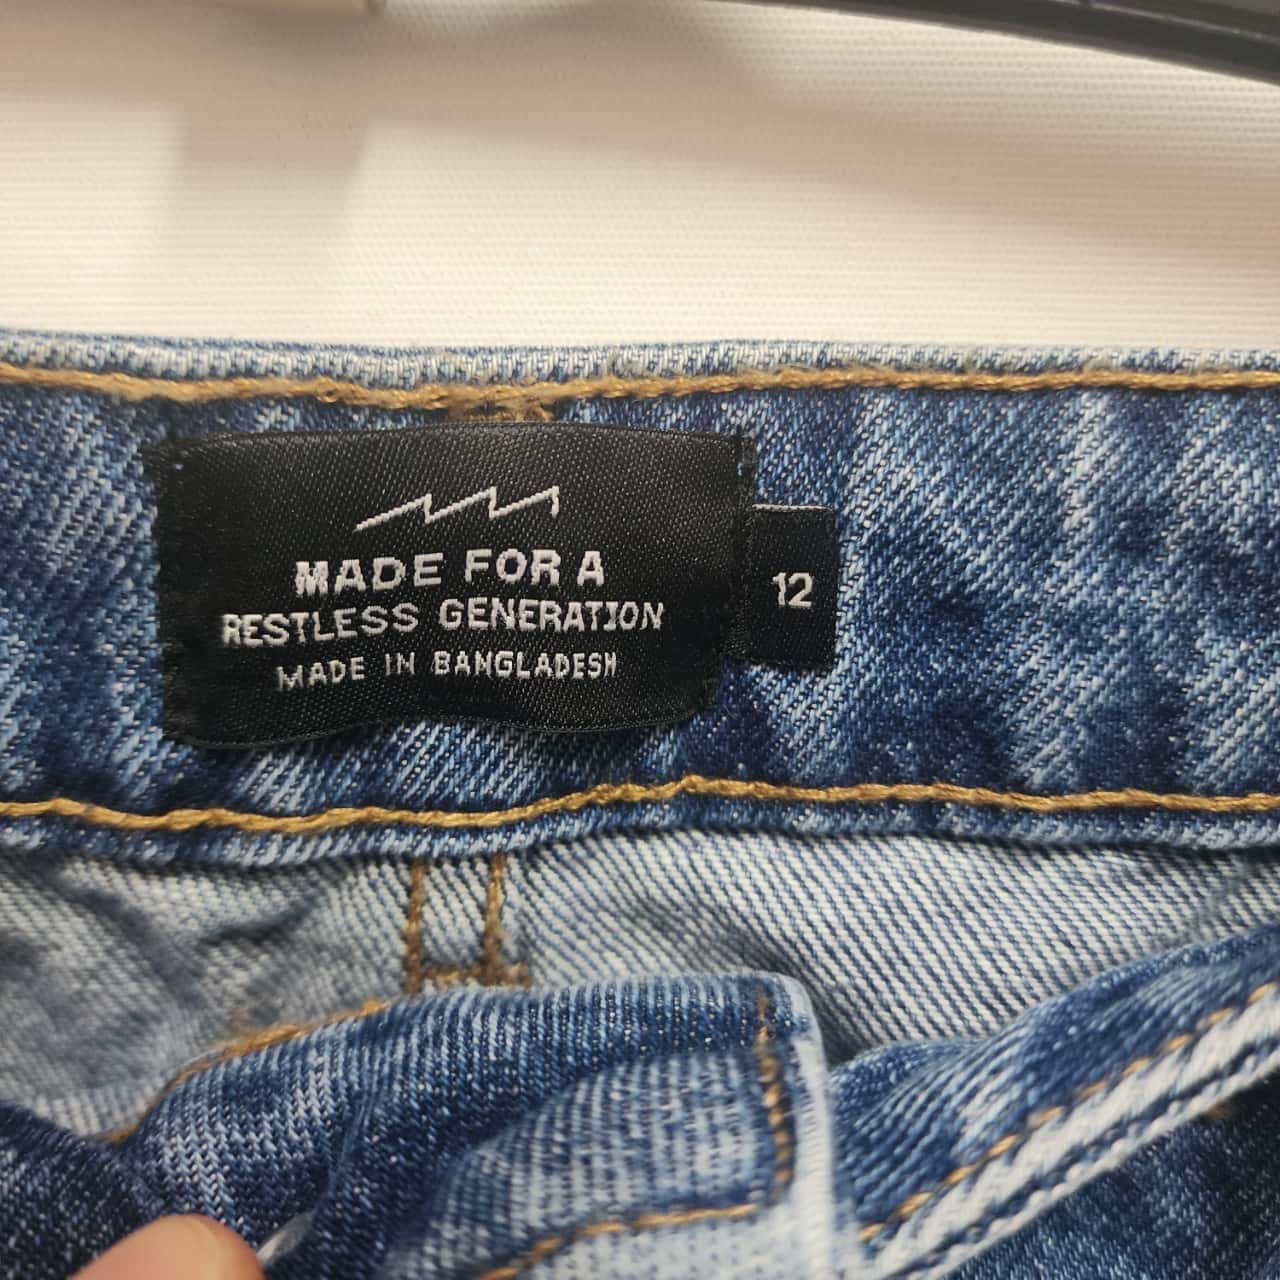 MADE FOR A
RESTLESS GENERATION
MADE IN BANGLADESH
12